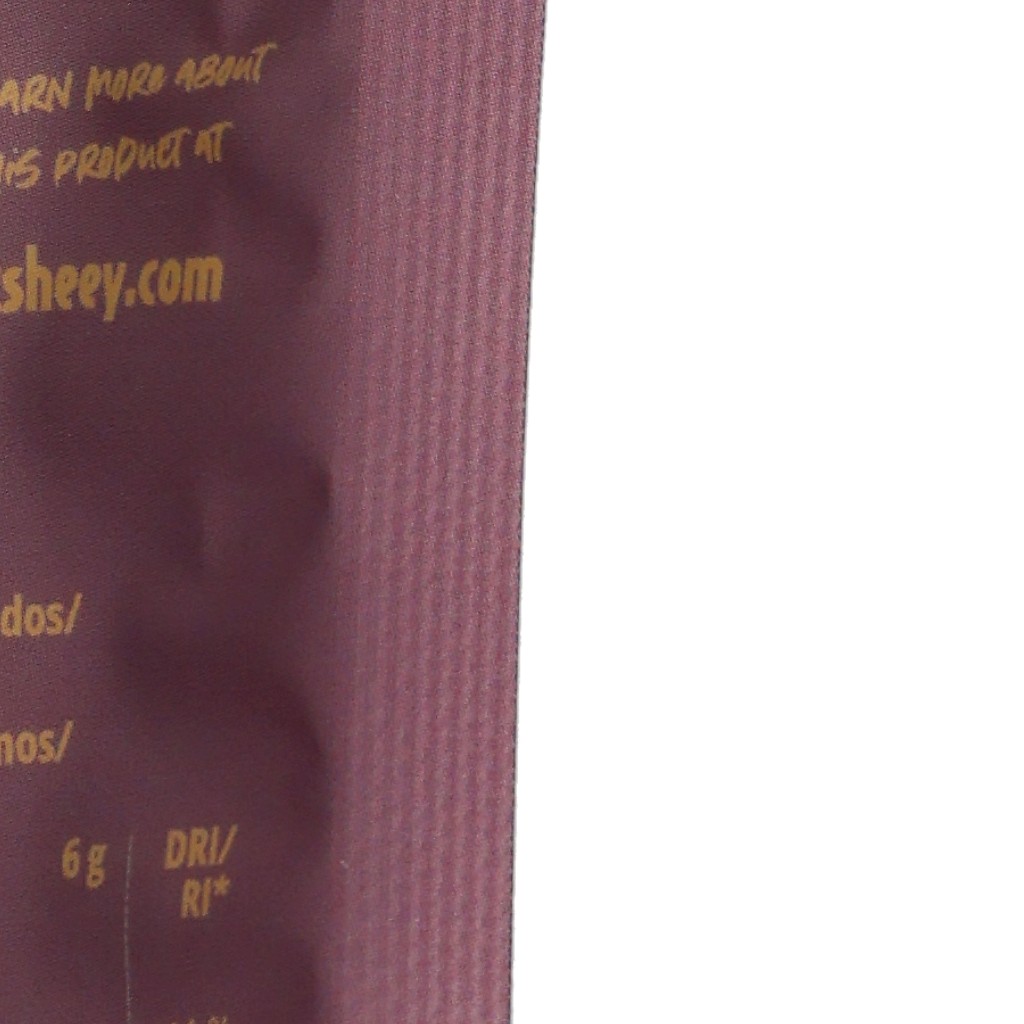 ARN MORE ABOUT
HIS PRODUCT AT
sheey.com
dos/
nos/
6 g DRI/
RI*